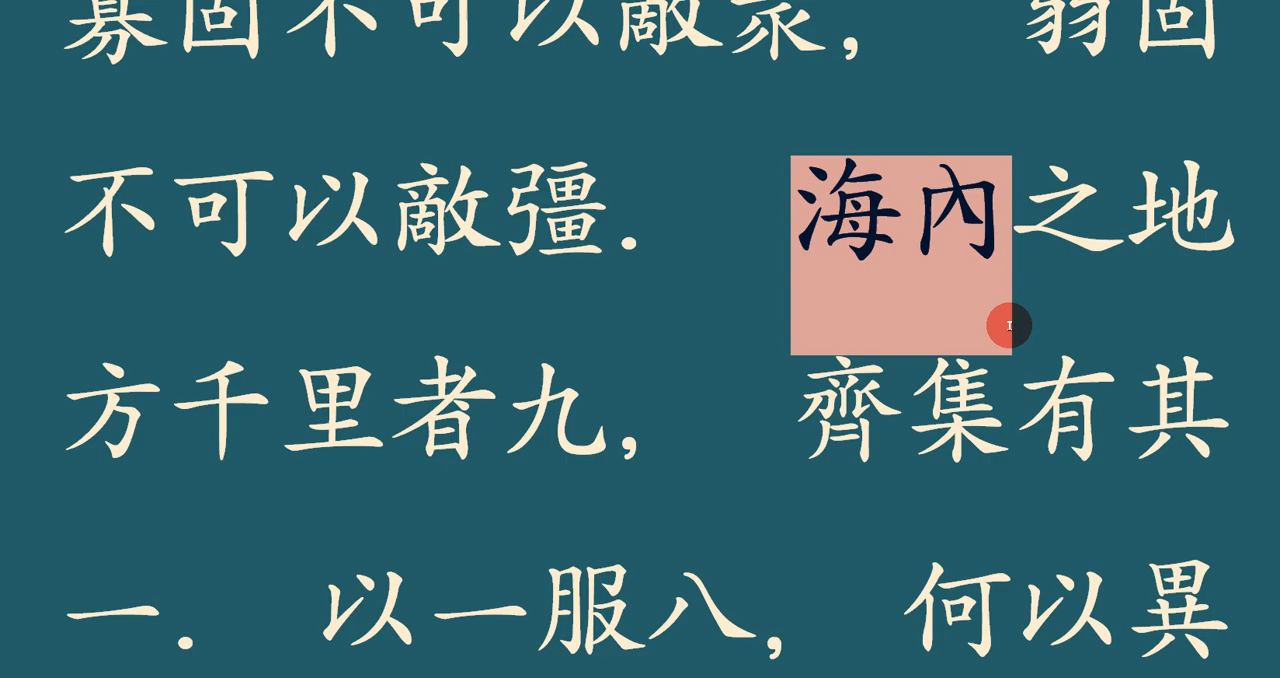 寡固不可以敵衆,　弱固
不可以敵彊.　海內之地
方千里者九,　齊集有其
一.　以一服八,　何以異